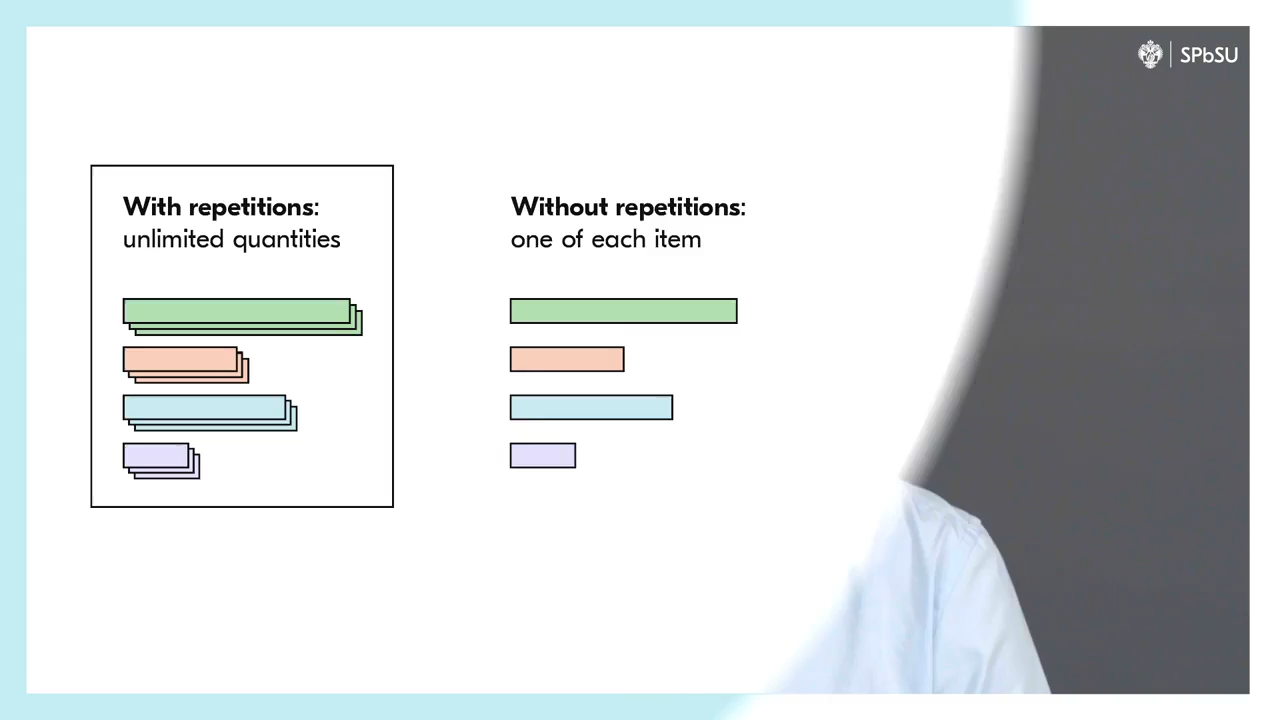 SPbSU
With repetitions:
unlimited quantities
Without repetitions:
one of each item